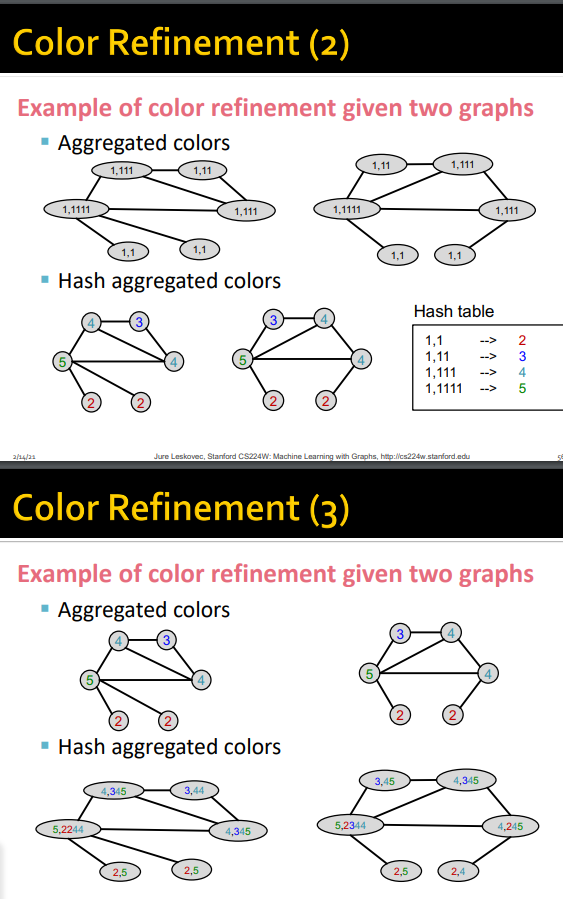 Color Refinement (2)
Example of color refinement given two graphs
Aggregated colors
1,111 1,11
1,1111 1,111
1,1 1,1
1,11 1,111
1,1111 1,111
1,1 1,1
Hash aggregated colors
4 3
5 4
2 2
3 4
5 4
2 2
Hash table
1,1 --> 2
1,11 --> 3
1,111 --> 4
1,1111 --> 5
2/14/21 Jure Leskovec, Stanford CS224W: Machine Learning with Graphs, http://cs224w.stanford.edu
Color Refinement (3)
Example of color refinement given two graphs
Aggregated colors
4 3
5 4
2 2
3 4
5 4
2 2
Hash aggregated colors
4,345 3,44
5,2244 4,345
2,5 2,5
3,45 4,345
5,2344 4,245
2,5 2,4